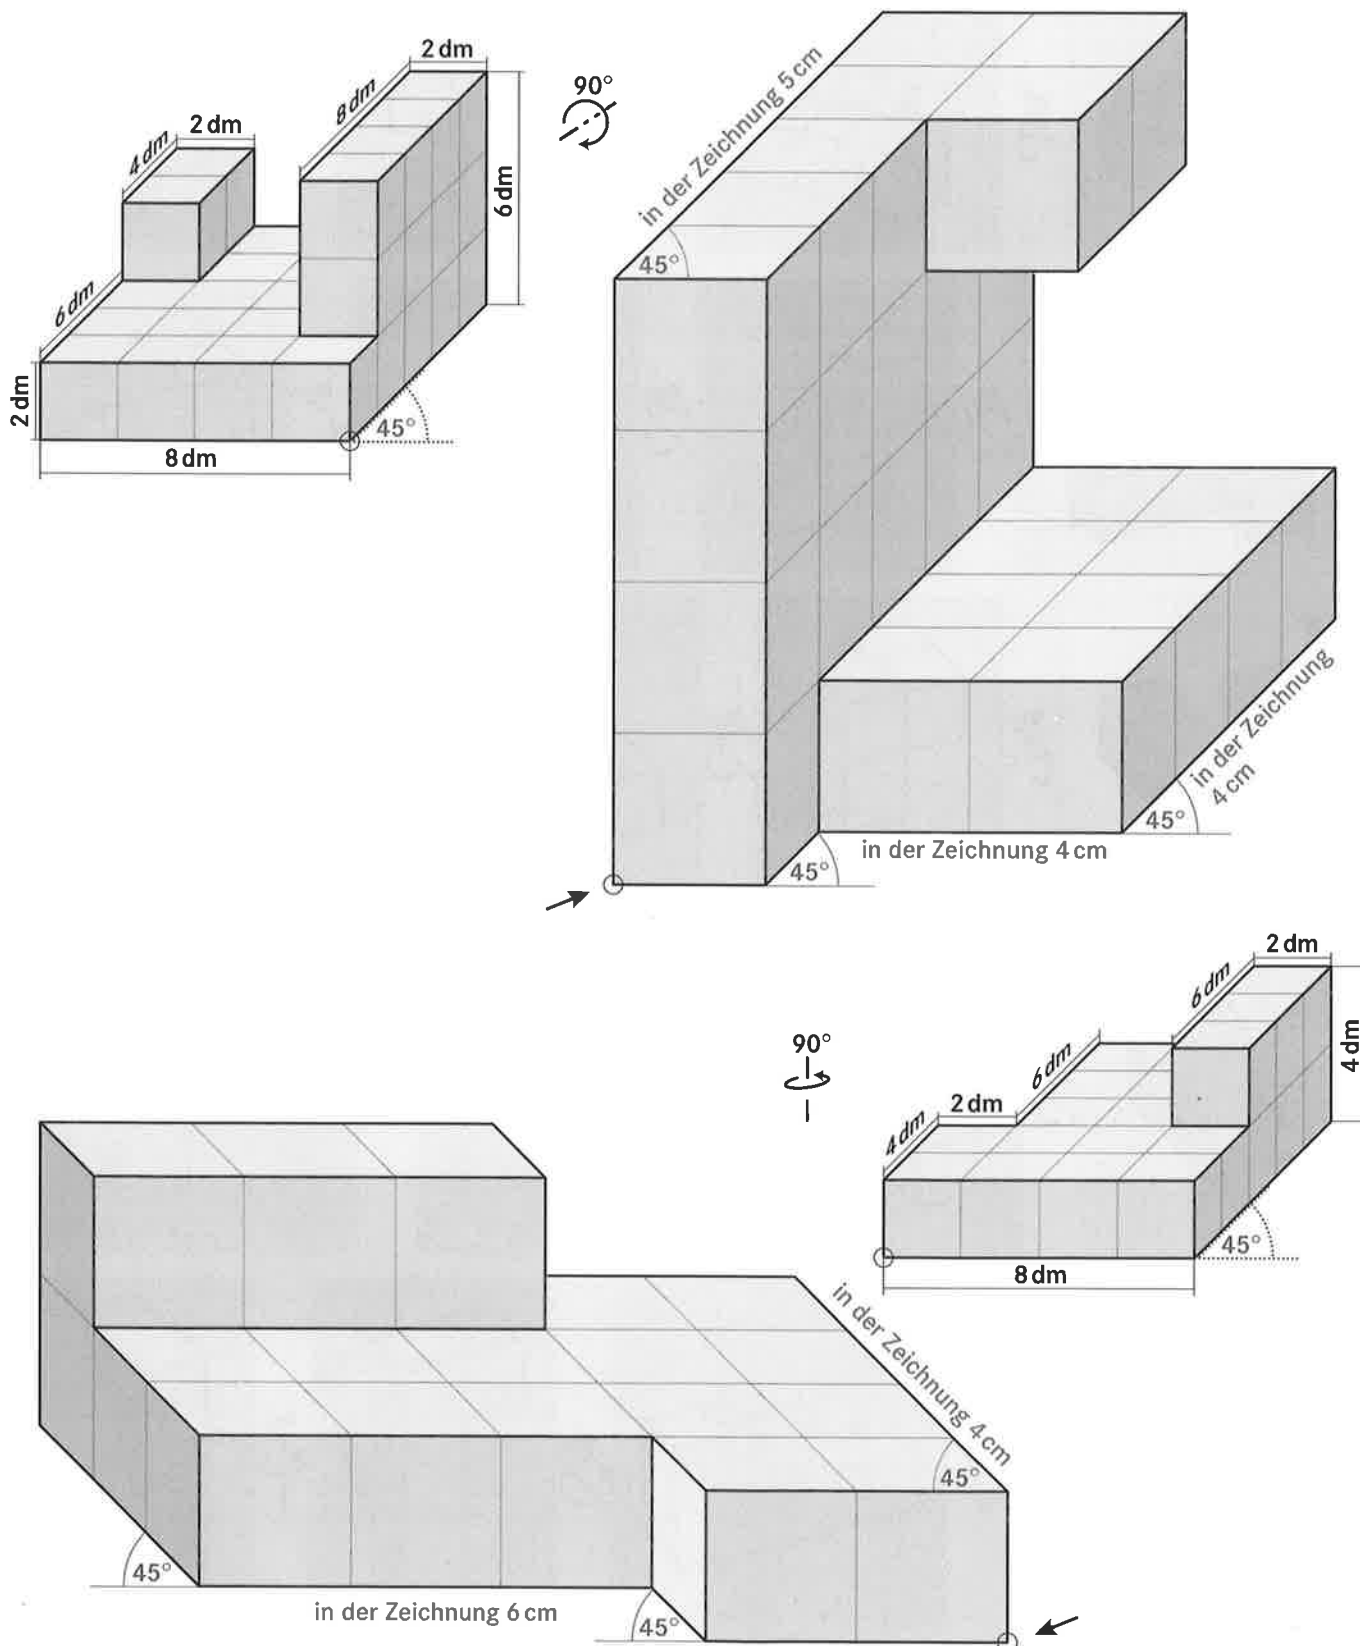 2 dm
8 dm
2 dm
4 dm
6 dm
6 dm
2 dm
45°
8 dm
90°
in der Zeichnung 5 cm
45°
in der Zeichnung
4 cm
45°
in der Zeichnung 4 cm
45°
2 dm
6 dm
4 dm
6 dm
2 dm
4 dm
45°
8 dm
90°
in der Zeichnung 4 cm
45°
45°
in der Zeichnung 6 cm
45°